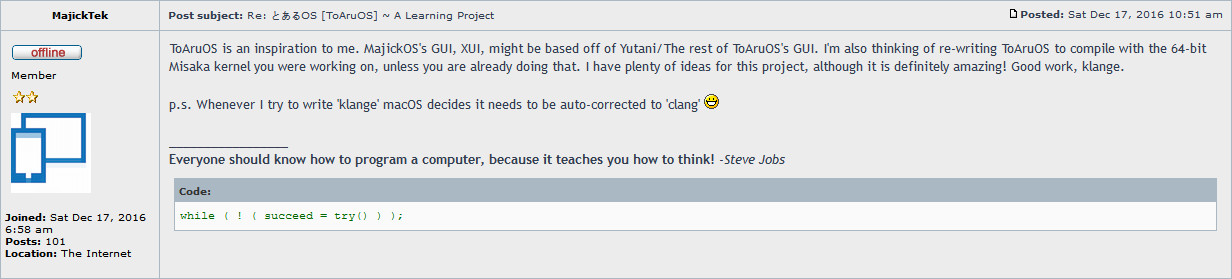 MajickTek
Post subject: Re: とあるOS [ToAruOS] ~ A Learning Project
Posted: Sat Dec 17, 2016 10:51 am
offline
Member
ToAruOS is an inspiration to me. MajickOS's GUI, XUI, might be based off of Yutani/The rest of ToAruOS's GUI. I'm also thinking of re-writing ToAruOS to compile with the 64-bit
Misaka kernel you were working on, unless you are already doing that. I have plenty of ideas for this project, although it is definitely amazing! Good work, klange.
p.s. Whenever I try to write 'klange' macOS decides it needs to be auto-corrected to 'clang'
_________________
Everyone should know how to program a computer, because it teaches you how to think! -Steve Jobs
Code:
while ( ! ( succeed = try() ) );
Joined: Sat Dec 17, 2016
6:58 am
Posts: 101
Location: The Internet